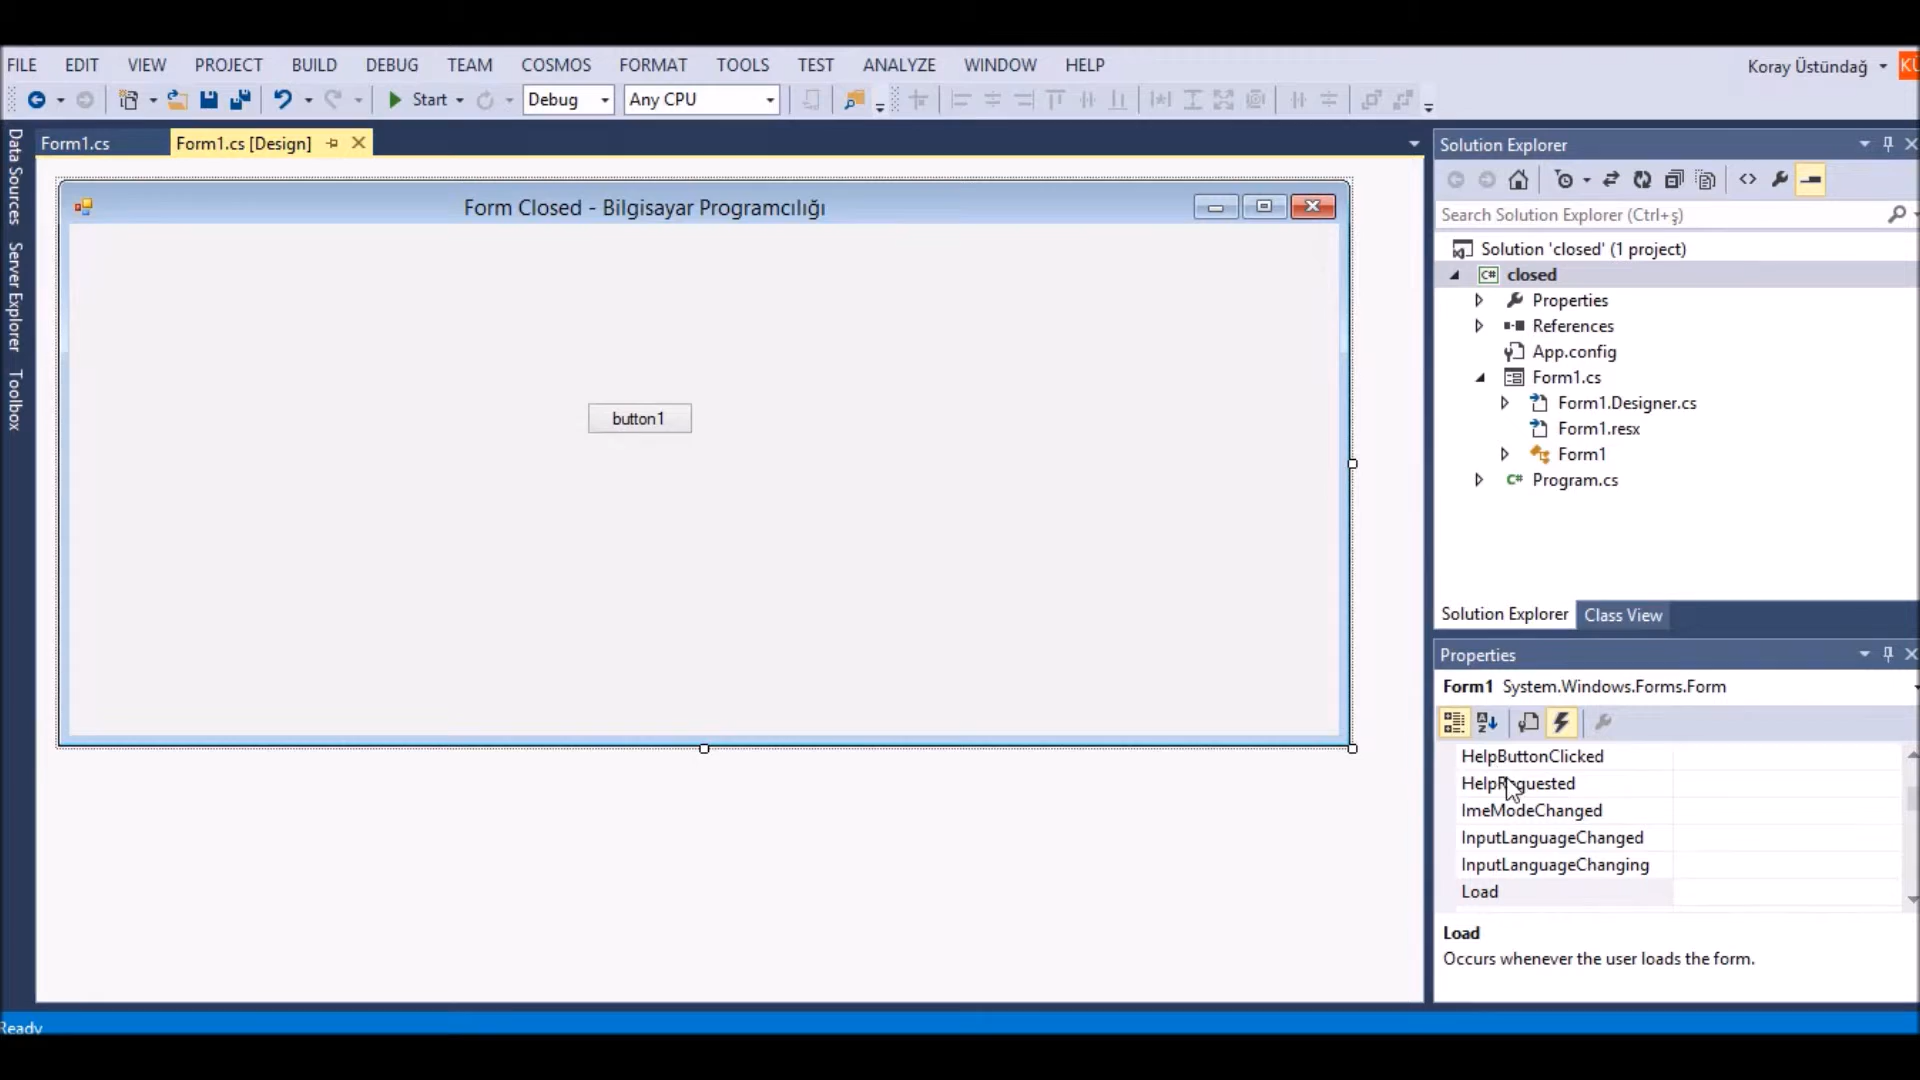 FILE EDIT VIEW PROJECT BUILD DEBUG TEAM COSMOS FORMAT TOOLS TEST ANALYZE WINDOW HELP
Koray Üstündağ KÜ
Start Debug Any CPU
Form1.cs Form1.cs [Design]
Data Sources
Server Explorer
Toolbox
Form Closed - Bilgisayar Programcılığı
button1
Solution Explorer
Search Solution Explorer (Ctrl+ş)
Solution 'closed' (1 project)
C# closed
Properties
References
App.config
Form1.cs
Form1.Designer.cs
Form1.resx
Form1
C# Program.cs
Solution Explorer Class View
Properties
Form1 System.Windows.Forms.Form
HelpButtonClicked
HelpRequested
ImeModeChanged
InputLanguageChanged
InputLanguageChanging
Load
Load
Occurs whenever the user loads the form.
Ready